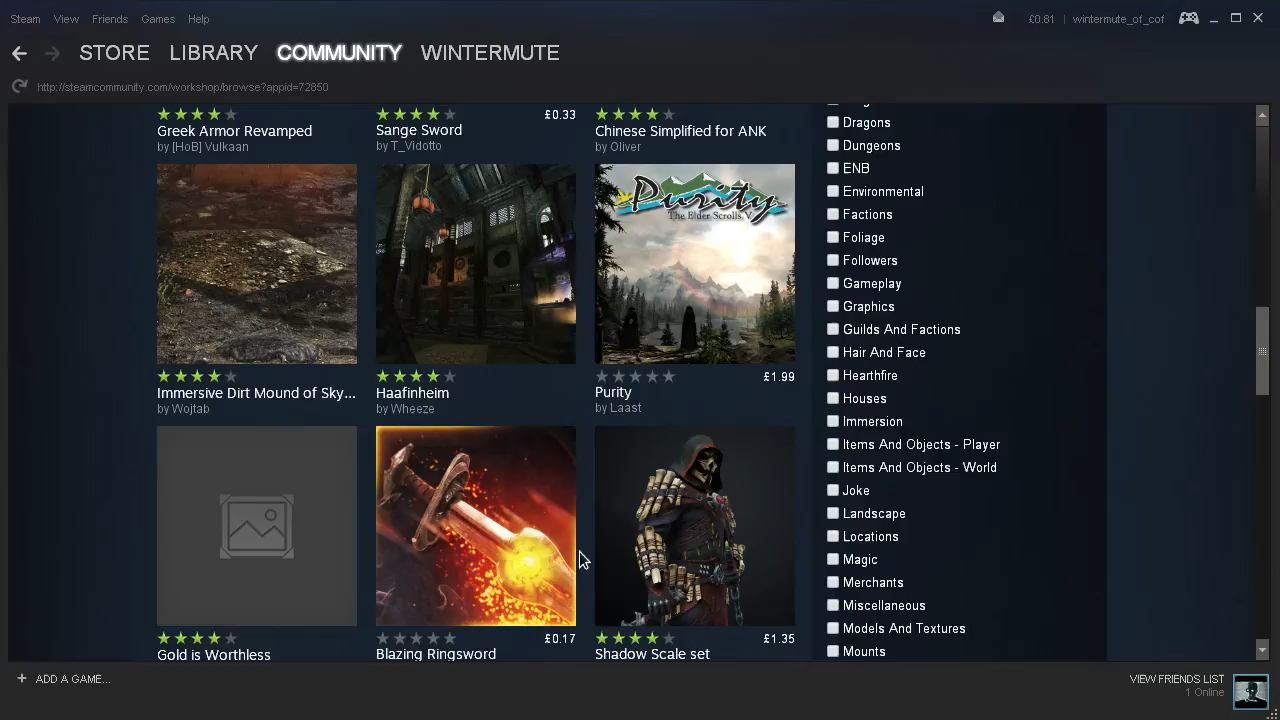 Steam View Friends Games Help
£0.81 | wintermute_of_cof
STORE LIBRARY COMMUNITY WINTERMUTE
http://steamcommunity.com/workshop/browse?appid=72850
£0.33
Greek Armor Revamped
by [HoB] Vulkaan
Sange Sword
by T_Vidotto
Chinese Simplified for ANK
by Oliver
Purity
The Elder Scrolls V
Immersive Dirt Mound of Sky...
by Wojtab
Haafinheim
by Wheeze
£1.99
Purity
by Laast
Gold is Worthless
£0.17
Blazing Ringsword
£1.35
Shadow Scale set
Dragons
Dungeons
ENB
Environmental
Factions
Foliage
Followers
Gameplay
Graphics
Guilds And Factions
Hair And Face
Hearthfire
Houses
Immersion
Items And Objects - Player
Items And Objects - World
Joke
Landscape
Locations
Magic
Merchants
Miscellaneous
Models And Textures
Mounts
+ ADD A GAME...
VIEW FRIENDS LIST
1 Online